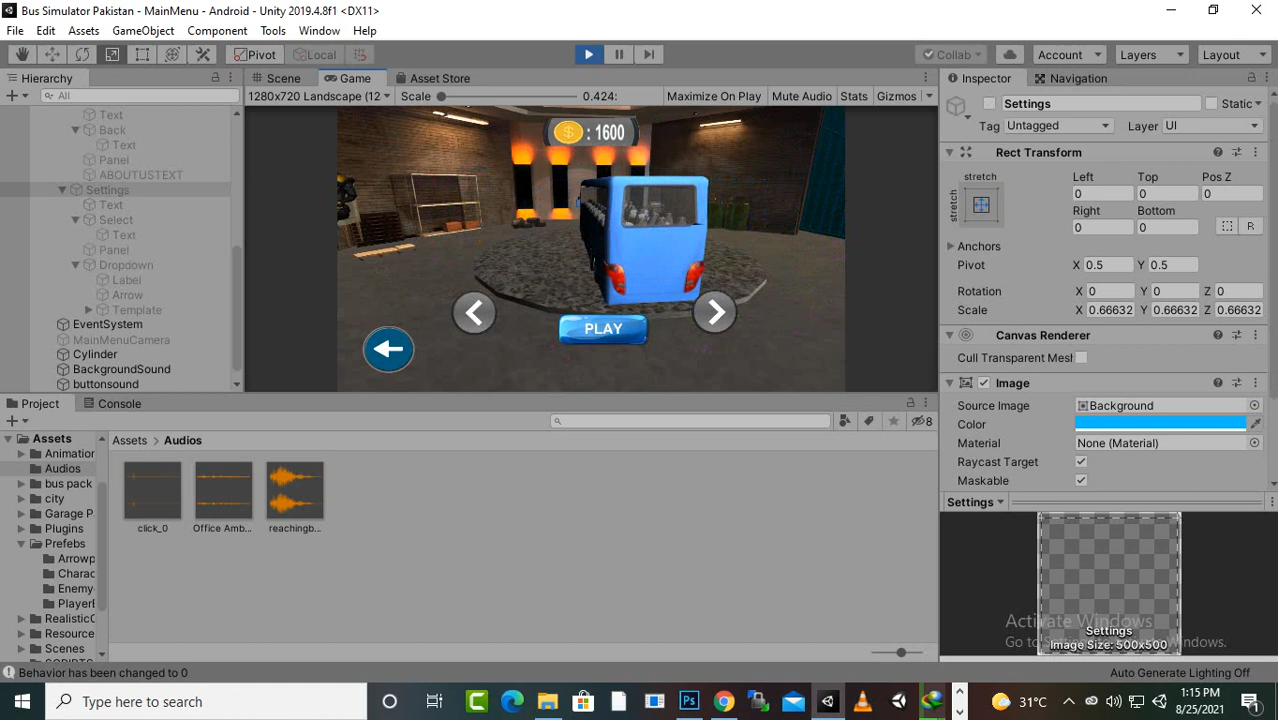 Bus Simulator Pakistan - MainMenu - Android - Unity 2019.4.8f1 <DX11>
File Edit Assets GameObject Component Tools Window Help
Pivot Local Collab Account Layers Layout
Hierarchy Scene Game Asset Store Inspector Navigation
All 1280x720 Landscape (12 Scale 0.424: Maximize On Play Mute Audio Stats Gizmos
Settings Static
Tag Untagged Layer UI
Text
Back
Text
Panel
ABOUTUSTEXT
Settings
Text
Select
Text
Panel
Dropdown
Label
Arrow
Template
EventSystem
MainMenuCamera
Cylinder
BackgroundSound
buttonsound
$ : 1600
PLAY
Rect Transform
stretch Left Top Pos Z
stretch 0 0 0
Right Bottom
0 0 R
Anchors
Pivot X 0.5 Y 0.5
Rotation X 0 Y 0 Z 0
Scale X 0.66632 Y 0.66632 Z 0.66632
Canvas Renderer
Cull Transparent Mesh
Image
Source Image Background
Color
Material None (Material)
Raycast Target
Maskable
Settings
Project Console
8
Assets
Animation
Audios
bus pack
city
Garage P
Plugins
Prefebs
Arrowp
Charac
Enemy
PlayerB
RealisticC
Resource
Scenes
Assets > Audios
click_0 Office Amb... reachingb...
Settings
Image Size: 500x500
Activate Windows
Go to Settings to activate Windows.
Behavior has been changed to 0
Auto Generate Lighting Off
Type here to search
31°C
1:15 PM
8/25/2021